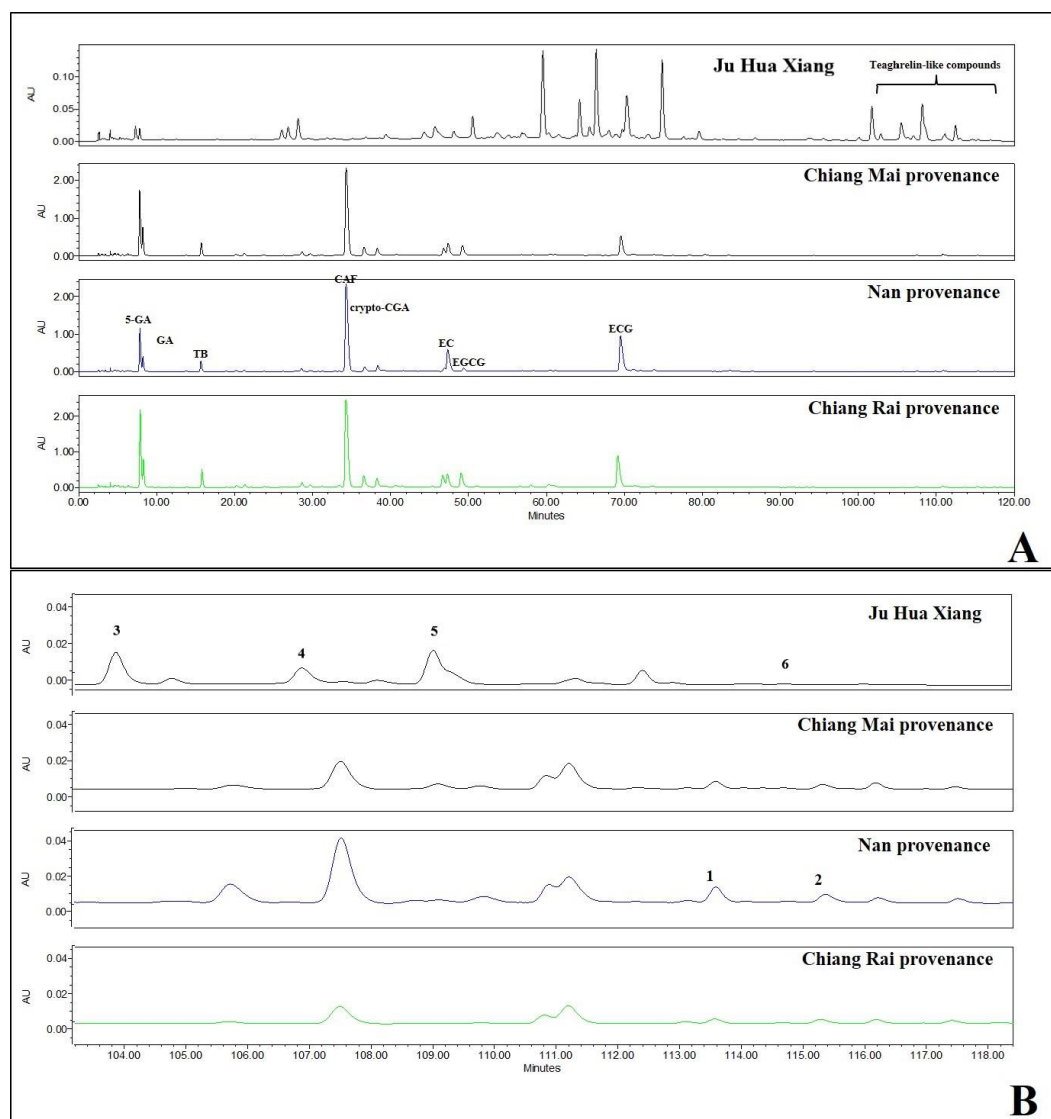 Ju Hua Xiang
Teaghrelin-like compounds
AU
0.10
0.05
0.00
Chiang Mai provenance
AU
2.00
1.00
0.00
Nan provenance
AU
2.00
1.00
0.00
5-GA
GA
TB
CAF
crypto-CGA
EC
EGCG
ECG
Chiang Rai provenance
AU
2.00
1.00
0.00
0.00 10.00 20.00 30.00 40.00 50.00 60.00 70.00 80.00 90.00 100.00 110.00 120.00
Minutes
A
Ju Hua Xiang
AU
0.04
0.02
0.00
3
4
5
6
Chiang Mai provenance
AU
0.04
0.02
0.00
Nan provenance
AU
0.04
0.02
0.00
1
2
Chiang Rai provenance
AU
0.04
0.02
0.00
104.00 105.00 106.00 107.00 108.00 109.00 110.00 111.00 112.00 113.00 114.00 115.00 116.00 117.00 118.00
Minutes
B